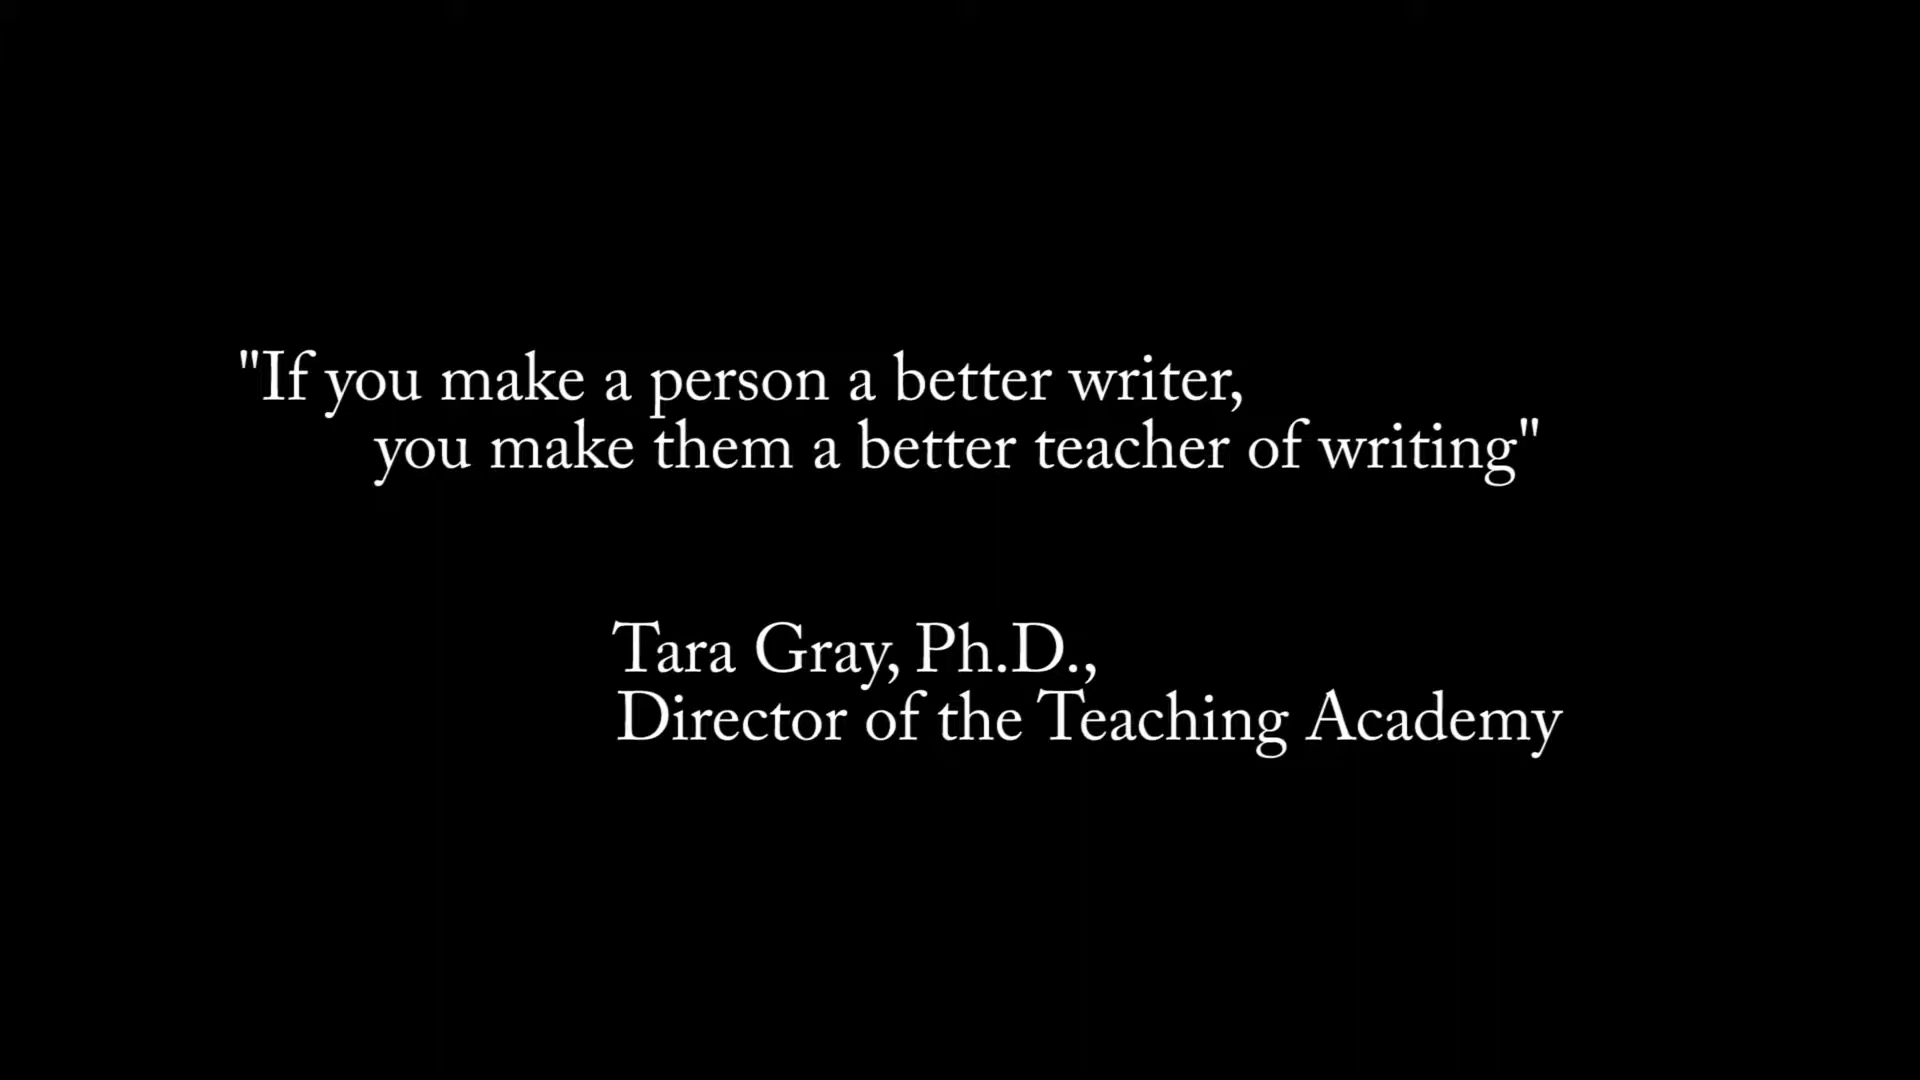 "If you make a person a better writer,
you make them a better teacher of writing"
Tara Gray, Ph.D.,
Director of the Teaching Academy